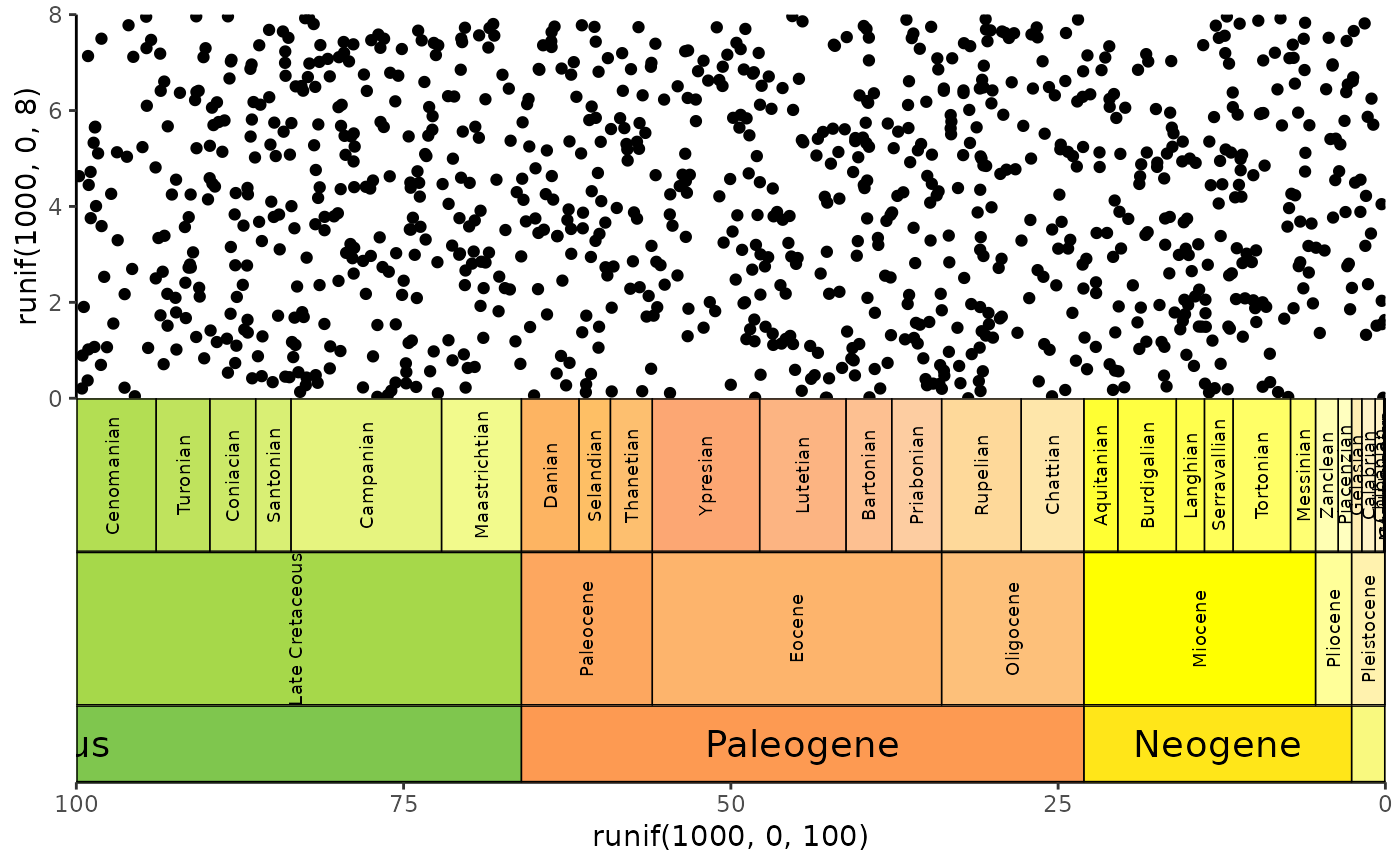 8
6
4
2
0
runif(1000, 0, 8)
Cenomanian
Turonian
Coniacian
Santonian
Campanian
Maastrichtian
Danian
Selandian
Thanetian
Ypresian
Lutetian
Bartonian
Priabonian
Rupelian
Chattian
Aquitanian
Burdigalian
Langhian
Serravallian
Tortonian
Messinian
Zanclean
Piacenzian
Gelasian
Calabrian
Late Cretaceous
Paleocene
Eocene
Oligocene
Miocene
Pliocene
Pleistocene
us
Paleogene
Neogene
100
75
50
25
0
runif(1000, 0, 100)